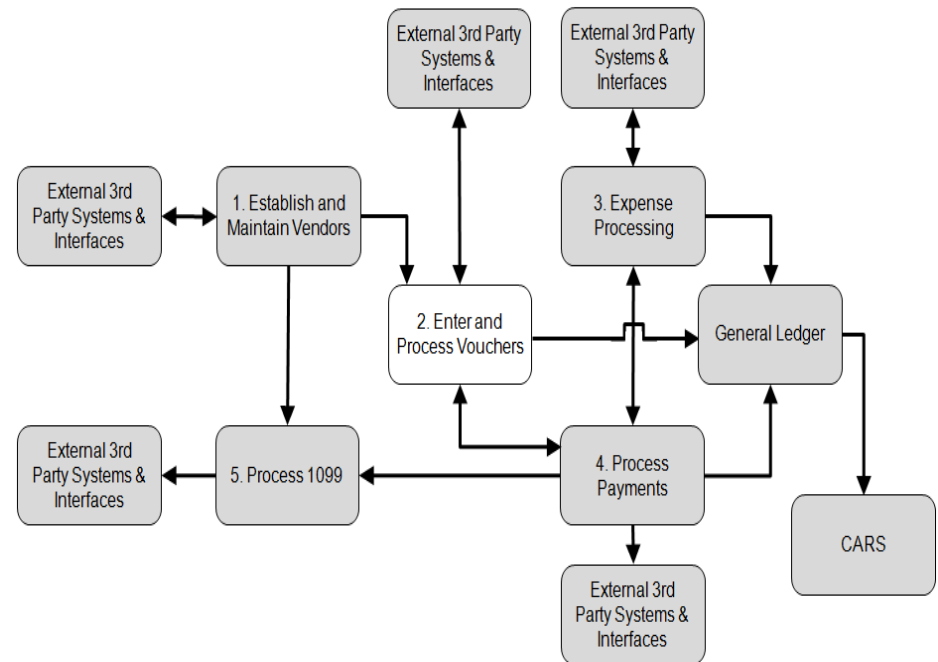 External 3rd Party
Systems &
Interfaces
External 3rd Party
Systems &
Interfaces
External 3rd
Party Systems &
Interfaces
1. Establish and
Maintain Vendors
3. Expense
Processing
2. Enter and
Process Vouchers
General Ledger
External 3rd
Party Systems &
Interfaces
5. Process 1099
4. Process
Payments
CARS
External 3rd
Party Systems &
Interfaces